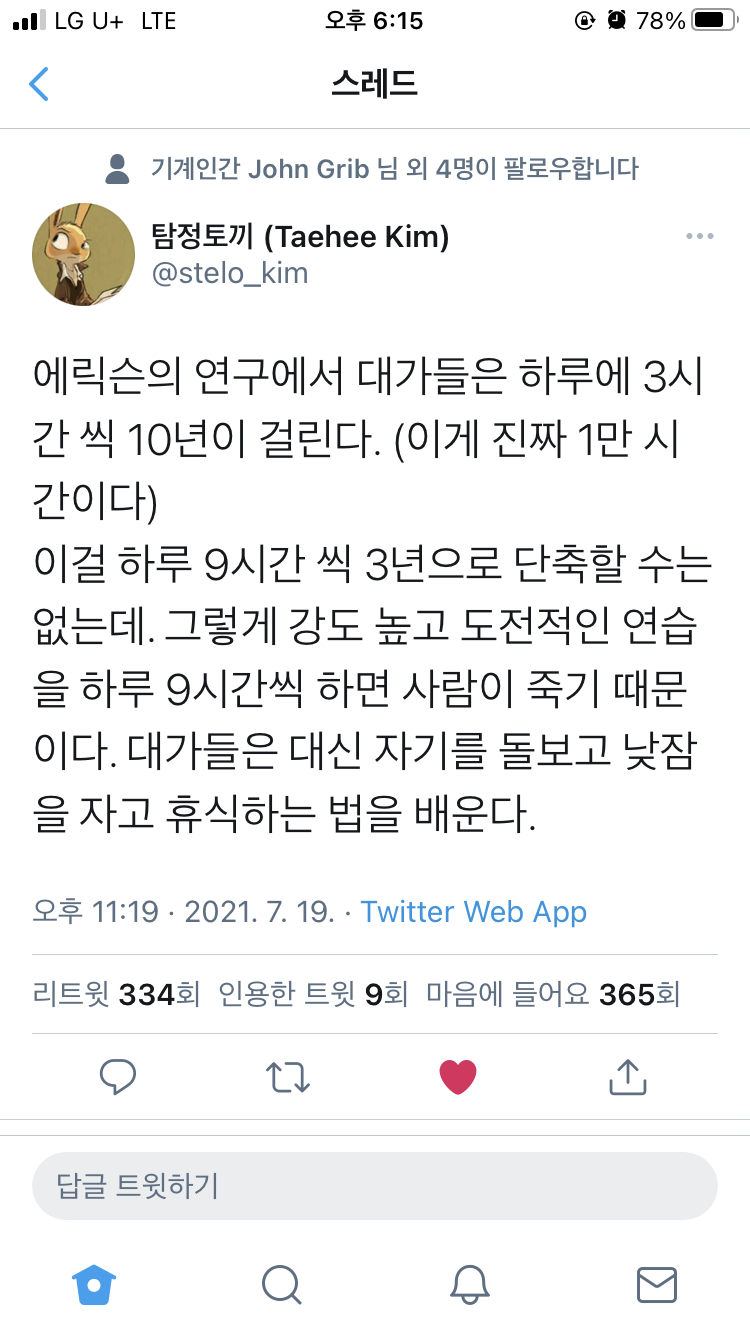 LG U+ LTE 오후 6:15 78%
스레드
기계인간 John Grib 님 외 4명이 팔로우합니다
탐정토끼 (Taehee Kim)
@stelo_kim
에릭슨의 연구에서 대가들은 하루에 3시
간 씩 10년이 걸린다. (이게 진짜 1만 시
간이다)
이걸 하루 9시간 씩 3년으로 단축할 수는
없는데. 그렇게 강도 높고 도전적인 연습
을 하루 9시간씩 하면 사람이 죽기 때문
이다. 대가들은 대신 자기를 돌보고 낮잠
을 자고 휴식하는 법을 배운다.
오후 11:19 · 2021. 7. 19. · Twitter Web App
리트윗 334회 인용한 트윗 9회 마음에 들어요 365회
답글 트윗하기